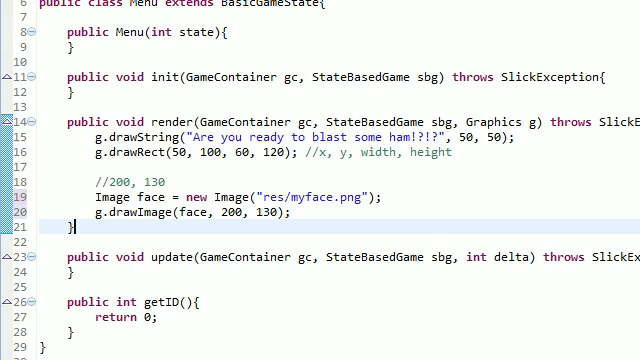 6 public class Menu extends BasicGameState{
7
8 public Menu(int state){
9 }
10
11 public void init(GameContainer gc, StateBasedGame sbg) throws SlickException{
12 }
13
14 public void render(GameContainer gc, StateBasedGame sbg, Graphics g) throws SlickE
15 g.drawString("Are you ready to blast some ham!?!?", 50, 50);
16 g.drawRect(50, 100, 60, 120); //x, y, width, height
17
18 //200, 130
19 Image face = new Image("res/myface.png");
20 g.drawImage(face, 200, 130);
21 }
22
23 public void update(GameContainer gc, StateBasedGame sbg, int delta) throws SlickEx
24 }
25
26 public int getID(){
27 return 0;
28 }
29 }